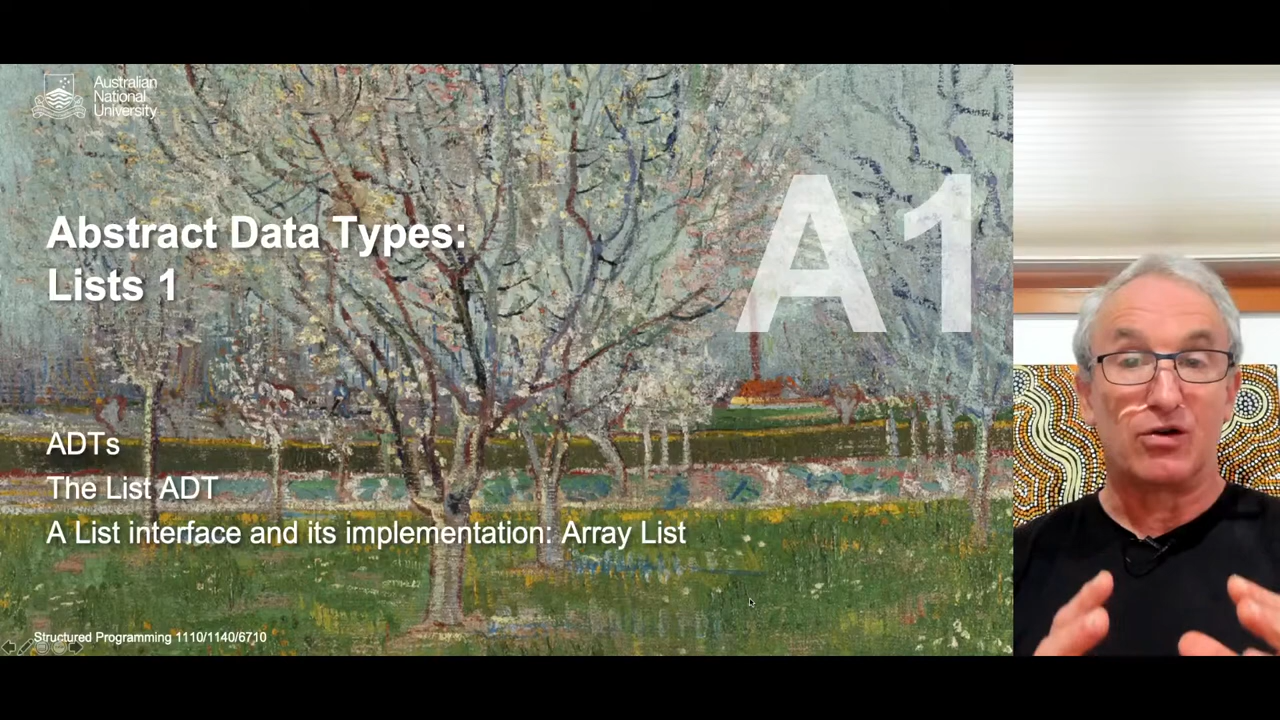 Australian
National
University
A1
Abstract Data Types:
Lists 1
ADTs
The List ADT
A List interface and its implementation: Array List
Structured Programming 1110/1140/6710